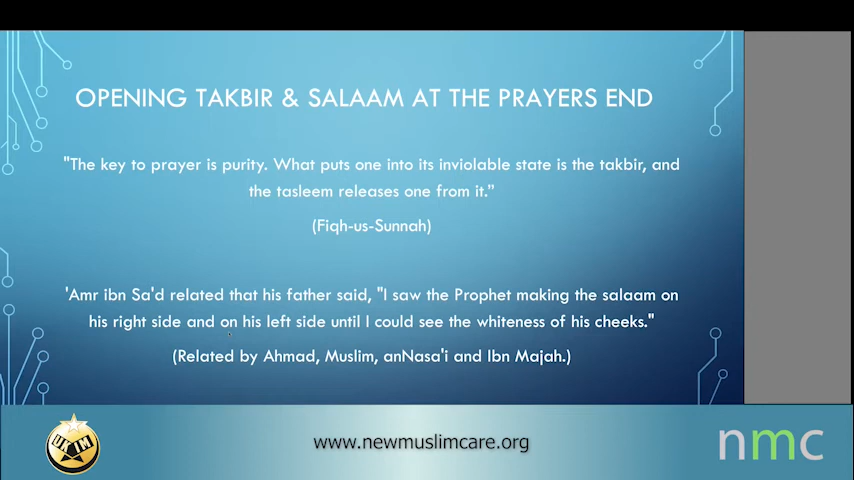 OPENING TAKBIR & SALAAM AT THE PRAYERS END
"The key to prayer is purity. What puts one into its inviolable state is the takbir, and
the tasleem releases one from it."
(Fiqh-us-Sunnah)
'Amr ibn Sa'd related that his father said, "I saw the Prophet making the salaam on
his right side and on his left side until I could see the whiteness of his cheeks."
(Related by Ahmad, Muslim, anNasa'i and Ibn Majah.)
UKIM
www.newmuslimcare.org
nmc